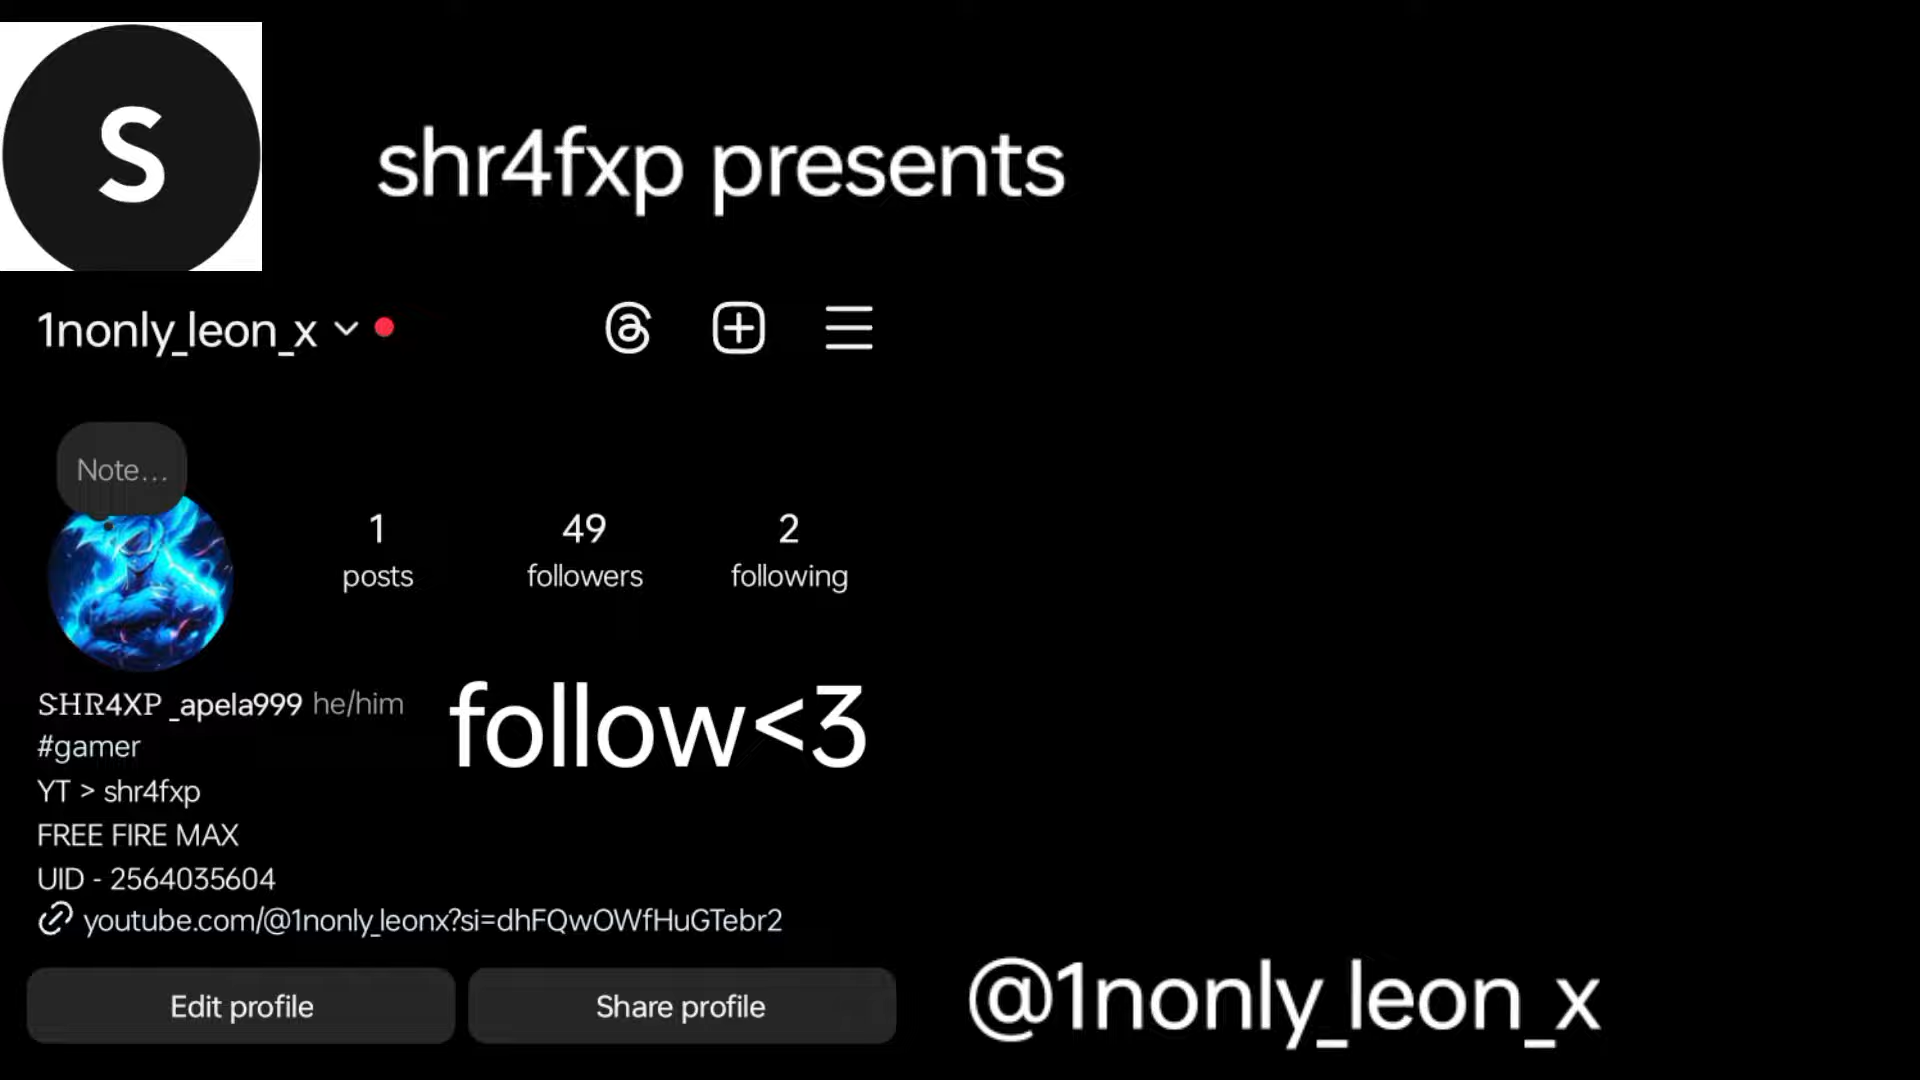 S
shr4fxp presents
1nonly_leon_x
Note...
1 49 2
posts followers following
SHR4XP _apela999 he/him
follow<3
#gamer
YT > shr4fxp
FREE FIRE MAX
UID - 2564035604
youtube.com/@1nonly_leonx?si=dhFQwOWfHuGTebr2
Edit profile Share profile
@1nonly_leon_x